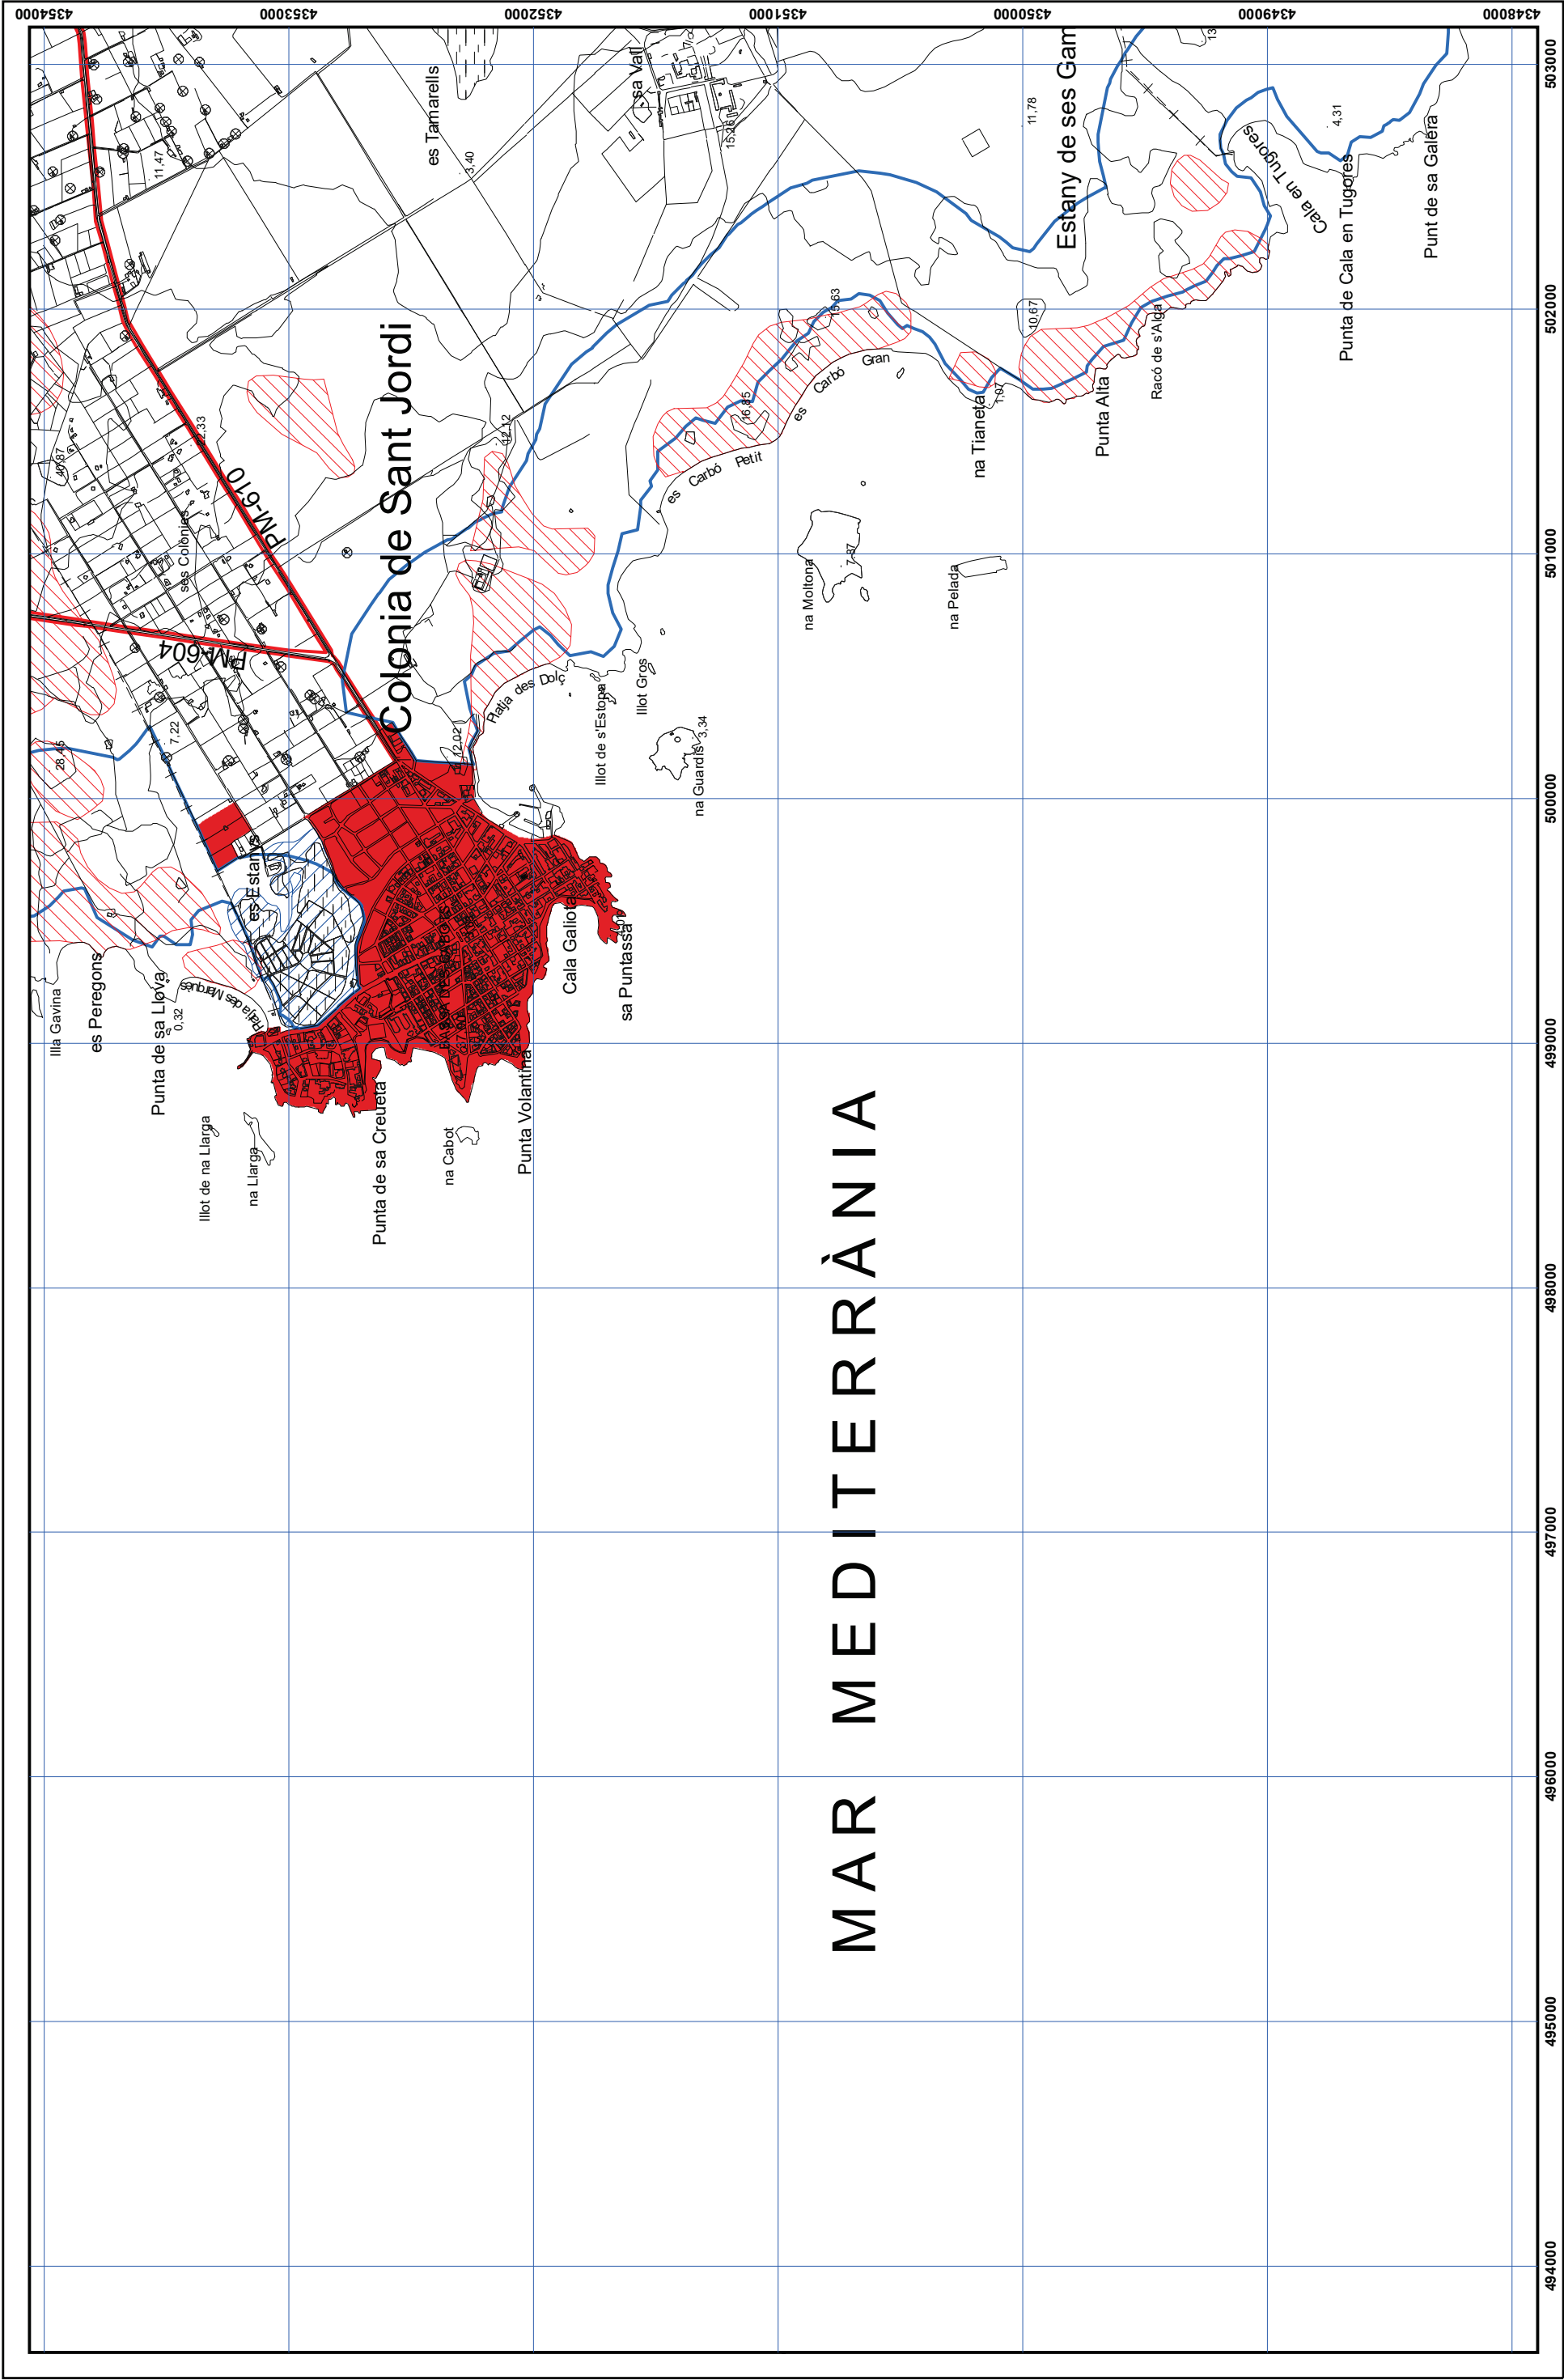 4354000
4353000
4352000
4351000
4350000
4349000
4348000
503000
502000
501000
500000
499000
498000
497000
496000
495000
494000
Colonia de Sant Jordi
MAR MEDITERRÀNIA
PM-610
PM-604
es Tamarells
sa Vall
Estany de ses Gam
11,47
3,40
15,26
11,78
13
4,31
Cala en Tugores
Punta de Cala en Tugores
Punt de sa Galera
40,87
22,33
12,12
16,85
15,63
10,67
1,97
ses Colònies
es Carbó Petit
es Carbó Gran
na Tianeta
Punta Alta
Racó de s'Alga
na Moltona
7,87
na Pelada
28,45
7,22
12,02
Platja des Dolç
Illot de s'Estopa
Illot Gros
na Guardis
3,34
es Estanys
Cala Galiota
sa Puntassa
Illa Gavina
es Peregons
Punta de sa Llova
0,32
Platja des Marquès
Illot de na Llarga
na Llarga
Punta de sa Creueta
na Cabot
Punta Volantina